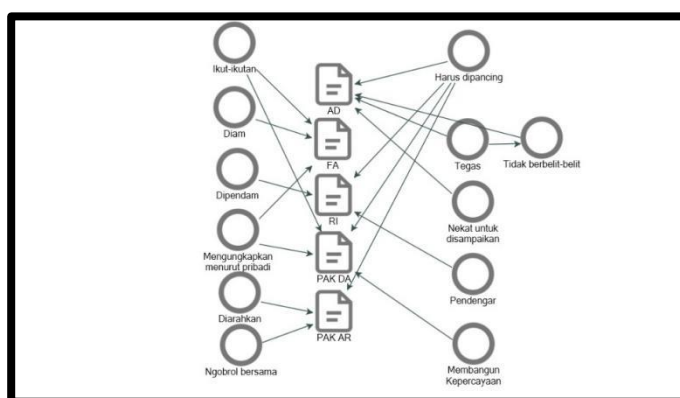 Ikut-ikutan
Harus dipancing
AD
Diam
Tegas
Tidak berbelit-belit
FA
Dipendam
RI
Nekat untuk
disampaikan
Mengungkapkan
menurut pribadi
PAK DA
Pendengar
Diarahkan
PAK AR
Ngobrol bersama
Membangun
Kepercayaan